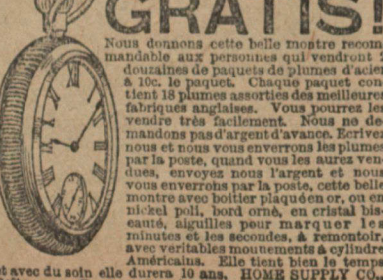 GRATIS!
Nous donnons cette belle montre recom
mandable aux personnes qui vendront 2
douzaines de paquets de plumes d'acier
à 10c. le paquet. Chaque paquet con
tient 18 plumes assorties des meilleures
fabriques anglaises. Vous pourrez les
vendre très facilement. Nous ne de
mandons pas d'argent d'avance. Ecrivez
nous et nous vous enverrons les plumes
par la poste, quand vous les aurez ven
dues, envoyez nous l'argent et nous
vous enverrons par la poste, cette belle
montre avec boitier plaqué en or, ou en
nickel poli, bord orné, en cristal bis
eauté, aiguilles pour marquer les
minutes et les secondes, à remontoir,
avec veritables mouements à cylindre
Américains. Elle tient bien le temps
et avec du soin elle durera 10 ans. HOME SUPPLY CO